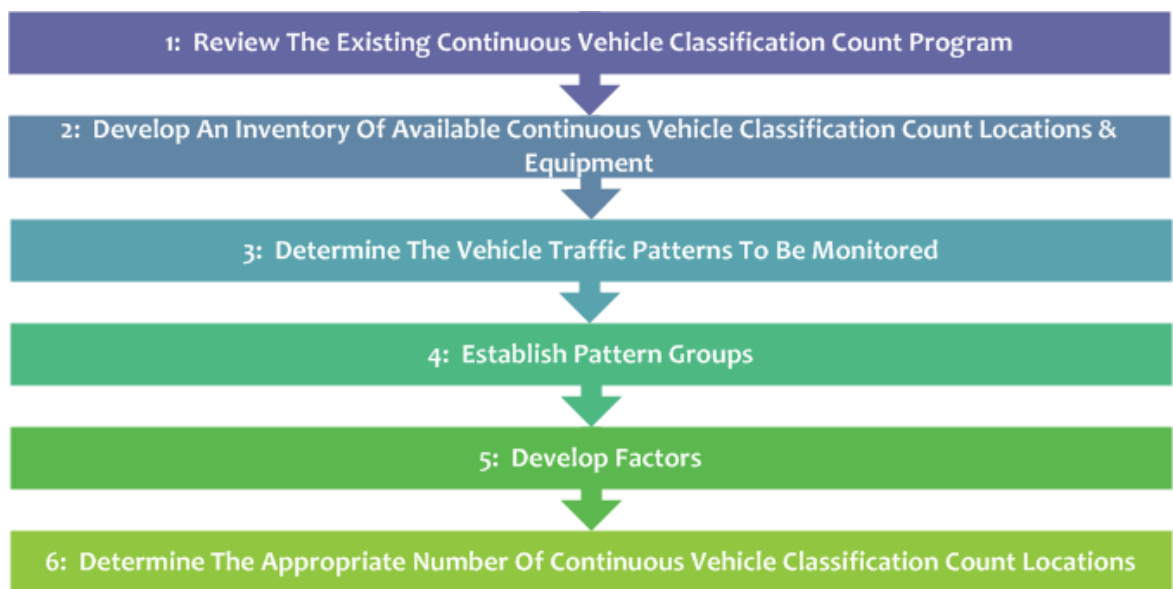 1: Review The Existing Continuous Vehicle Classification Count Program
2: Develop An Inventory Of Available Continuous Vehicle Classification Count Locations &
Equipment
3: Determine The Vehicle Traffic Patterns To Be Monitored
4: Establish Pattern Groups
5: Develop Factors
6: Determine The Appropriate Number Of Continuous Vehicle Classification Count Locations